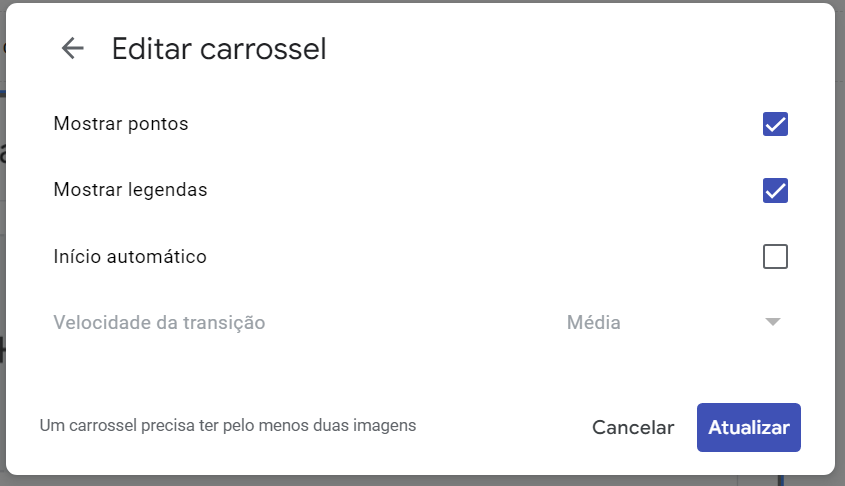 Editar carrossel
Mostrar pontos
Mostrar legendas
Início automático
Velocidade da transição Média
Um carrossel precisa ter pelo menos duas imagens
Cancelar Atualizar